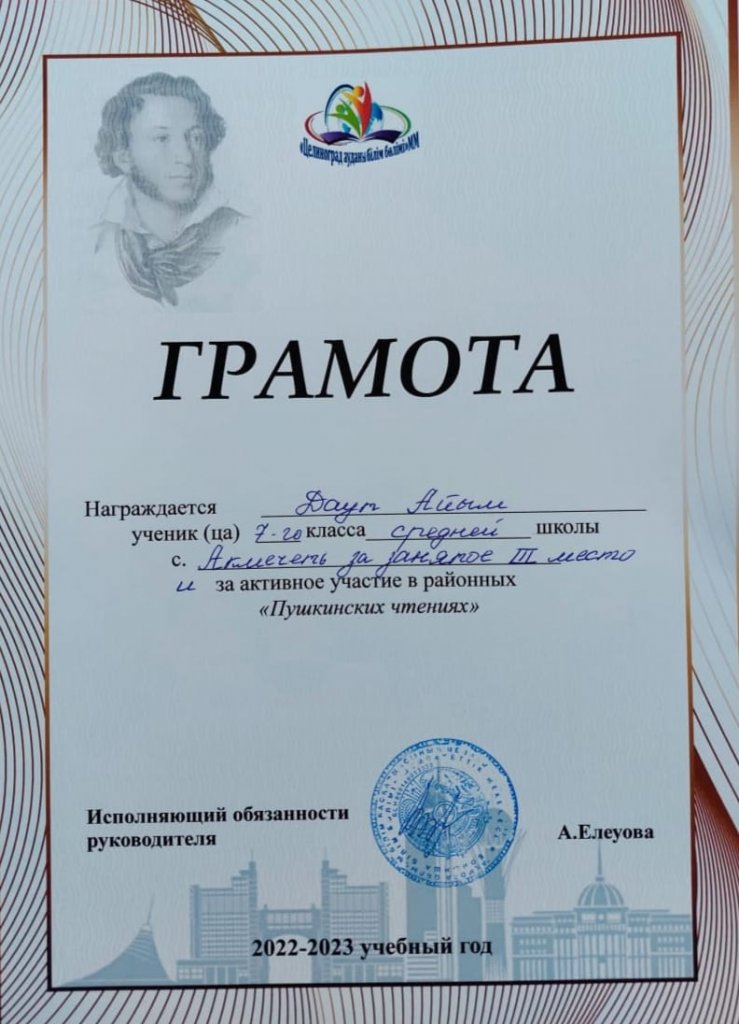 «Целиноград ауданы білім бөлімі» ММ
ГРАМОТА
Награждается Дауп Айым
ученик (ца) 7-го класса средней школы
с. Акмечеть за занятое III место
и за активное участие в районных
«Пушкинских чтениях»
Исполняющий обязанности
руководителя
А.Елеуова
2022-2023 учебный год